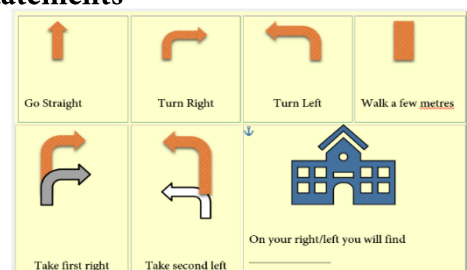 Go Straight
Turn Right
Turn Left
Walk a few metres
Take first right
Take second left
On your right/left you will find